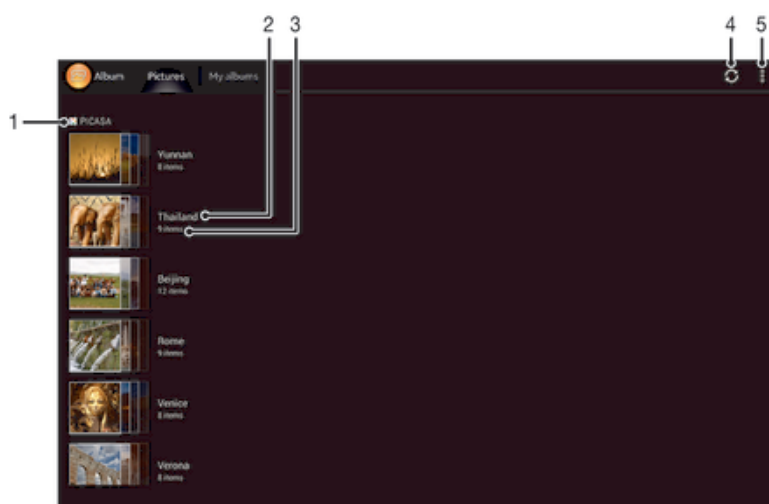 2 3 4 5
Album Pictures My albums
1
PICASA
Yunnan
8 items
Thailand
9 items
Beijing
12 items
Rome
9 items
Venice
8 items
Verona
8 items